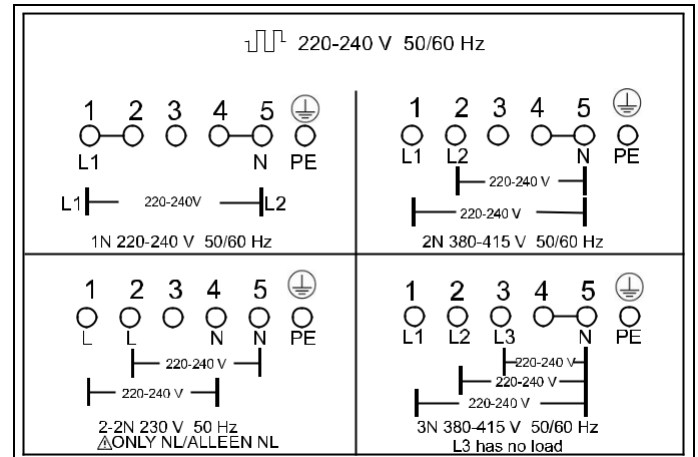 220-240 V 50/60 Hz
1 2 3 4 5
L1 N PE
L1 220-240V L2
1N 220-240 V 50/60 Hz
1 2 3 4 5
L1 L2 N PE
220-240 V
220-240 V
2N 380-415 V 50/60 Hz
1 2 3 4 5
L L N N PE
220-240 V
220-240 V
2-2N 230 V 50 Hz
⚠ONLY NL/ALLEEN NL
1 2 3 4 5
L1 L2 L3 N PE
220-240 V
220-240 V
220-240 V
3N 380-415 V 50/60 Hz
L3 has no load